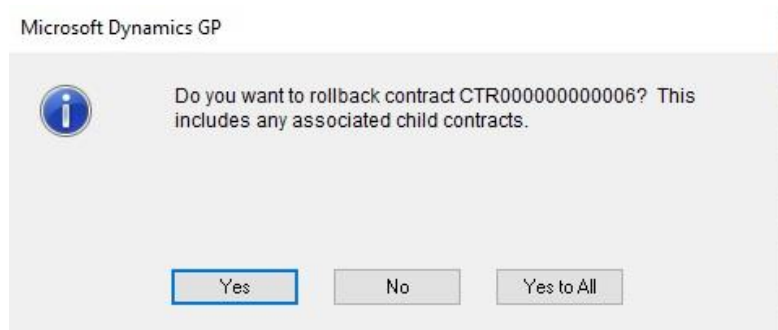 Microsoft Dynamics GP
Do you want to rollback contract CTR000000000006?  This
includes any associated child contracts.
Yes
No
Yes to All